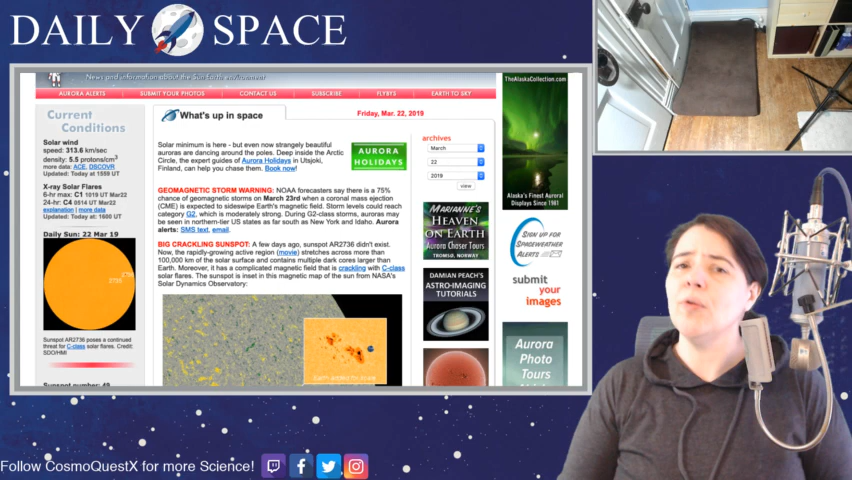 DAILY SPACE
News and information about the Sun Earth environment
AURORA ALERTS SUBMIT YOUR PHOTOS CONTACT US SUBSCRIBE FLYBYS EARTH TO SKY
Current
Conditions
Solar wind
speed: 313.6 km/sec
density: 5.5 protons/cm3
more data: ACE, DSCOVR
Updated: Today at 1559 UT
X-ray Solar Flares
6-hr max: C1 1019 UT Mar22
24-hr: C4 0514 UT Mar22
explanation | more data
Updated: Today at: 1600 UT
Daily Sun: 22 Mar 19
Sunspot AR2736 poses a continued
threat for C-class solar flares. Credit:
SDO/HMI
Sunspot number: 49
What's up in space
Friday, Mar. 22, 2019
Solar minimum is here - but even now strangely beautiful
auroras are dancing around the poles. Deep inside the Arctic
Circle, the expert guides of Aurora Holidays in Utsjoki,
Finland, can help you chase them. Book now!
AURORA
HOLIDAYS
GEOMAGNETIC STORM WARNING: NOAA forecasters say there is a 75%
chance of geomagnetic storms on March 23rd when a coronal mass ejection
(CME) is expected to sideswipe Earth's magnetic field. Storm levels could reach
category G2, which is moderately strong. During G2-class storms, auroras may
be seen in northern-tier US states as far south as New York and Idaho. Aurora
alerts: SMS text, email.
BIG CRACKLING SUNSPOT: A few days ago, sunspot AR2736 didn't exist.
Now, the rapidly-growing active region (movie) stretches across more than
100,000 km of the solar surface and contains multiple dark cores larger than
Earth. Moreover, it has a complicated magnetic field that is crackling with C-class
solar flares. The sunspot is inset in this magnetic map of the sun from NASA's
Solar Dynamics Observatory:
archives
March
22
2019
view
MARIANNE'S
HEAVEN
ON
EARTH
Aurora Chaser Tours
TROMSØ, NORWAY
DAMIAN PEACH'S
ASTRO-IMAGING
TUTORIALS
TheAlaskaCollection.com
Alaska's Finest Auroral
Displays Since 1981
SIGN UP FOR
SPACEWEATHER
ALERTS
submit
your
images
Aurora
Photo
Tours
Follow CosmoQuestX for more Science!